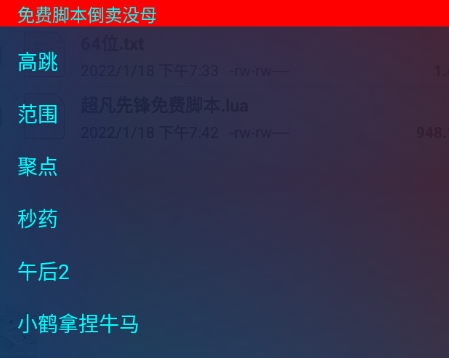 免费脚本倒卖没母
64位.txt
2022/1/18 下午7:33 -rw-rw----
高跳
超凡先锋免费脚本.lua
范围
2022/1/18 下午7:42 -rw-rw----
948.
聚点
秒药
午后2
小鹤拿捏牛马